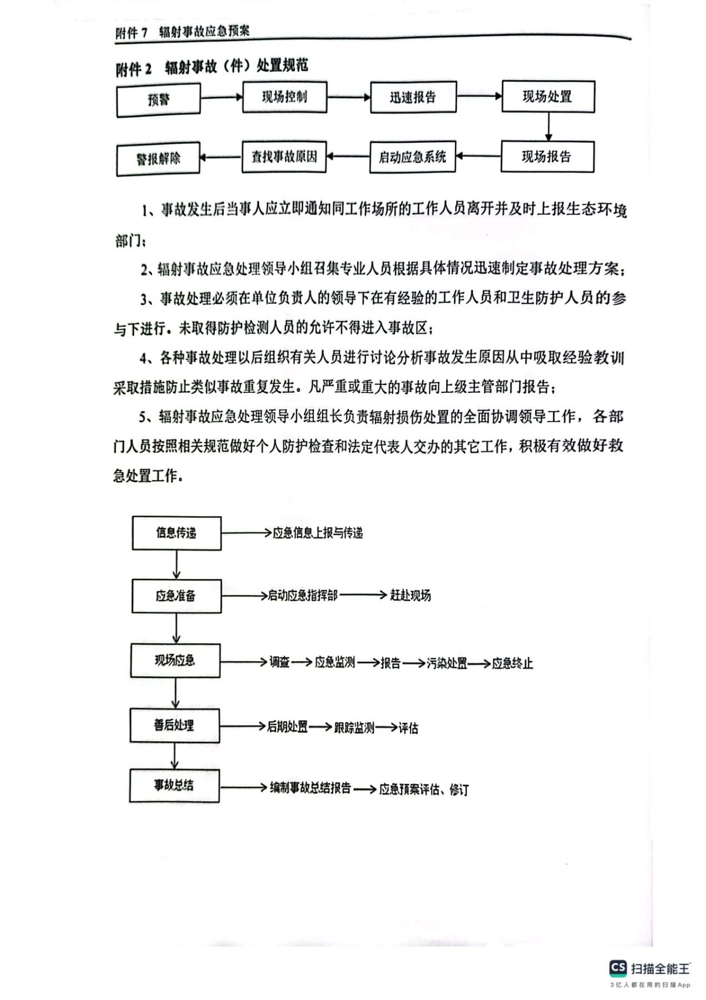 附件 7 辐射事故应急预案
附件 2 辐射事故（件）处置规范
预警 现场控制 迅速报告 现场处置
警报解除 查找事故原因 启动应急系统 现场报告
1、事故发生后当事人应立即通知同工作场所的工作人员离开并及时上报生态环境
部门；
2、辐射事故应急处理领导小组召集专业人员根据具体情况迅速制定事故处理方案；
3、事故处理必须在单位负责人的领导下在有经验的工作人员和卫生防护人员的参
与下进行。未取得防护检测人员的允许不得进入事故区；
4、各种事故处理以后组织有关人员进行讨论分析事故发生原因从中吸取经验教训
采取措施防止类似事故重复发生。凡严重或重大的事故向上级主管部门报告；
5、辐射事故应急处理领导小组组长负责辐射损伤处置的全面协调领导工作，各部
门人员按照相关规范做好个人防护检查和法定代表人交办的其它工作，积极有效做好救
急处置工作。
信息传递 应急信息上报与传递
应急准备 启动应急指挥部 赶赴现场
现场应急 调查 应急监测 报告 污染处置 应急终止
善后处理 后期处置 跟踪监测 评估
事故总结 编制事故总结报告 应急预案评估、修订
CS 扫描全能王™
3亿人都在用的扫描App